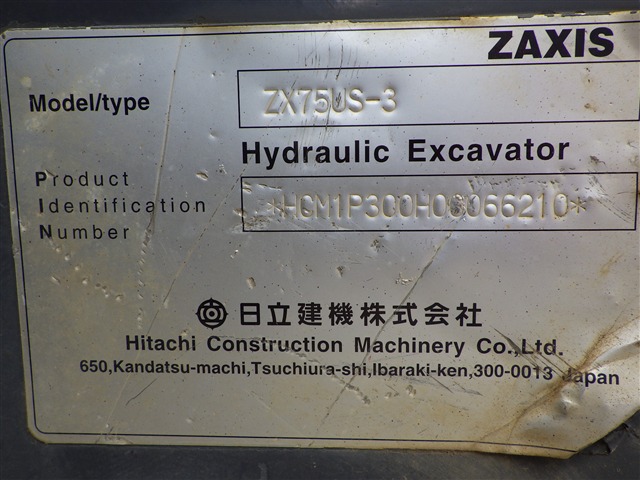 ZAXIS
Model/type ZX75US-3
Hydraulic Excavator
Product
Identification *HCM1P300H00066210*
Number
日立建機株式会社
Hitachi Construction Machinery Co.,Ltd.
650,Kandatsu-machi,Tsuchiura-shi,Ibaraki-ken,300-0013 Japan